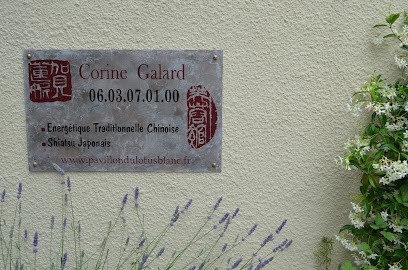 Corine Galard
06.03.07.01.00
Energétique Traditionnelle Chinoise
Shiatsu Japonais
www.pavillondulotusblanc.fr